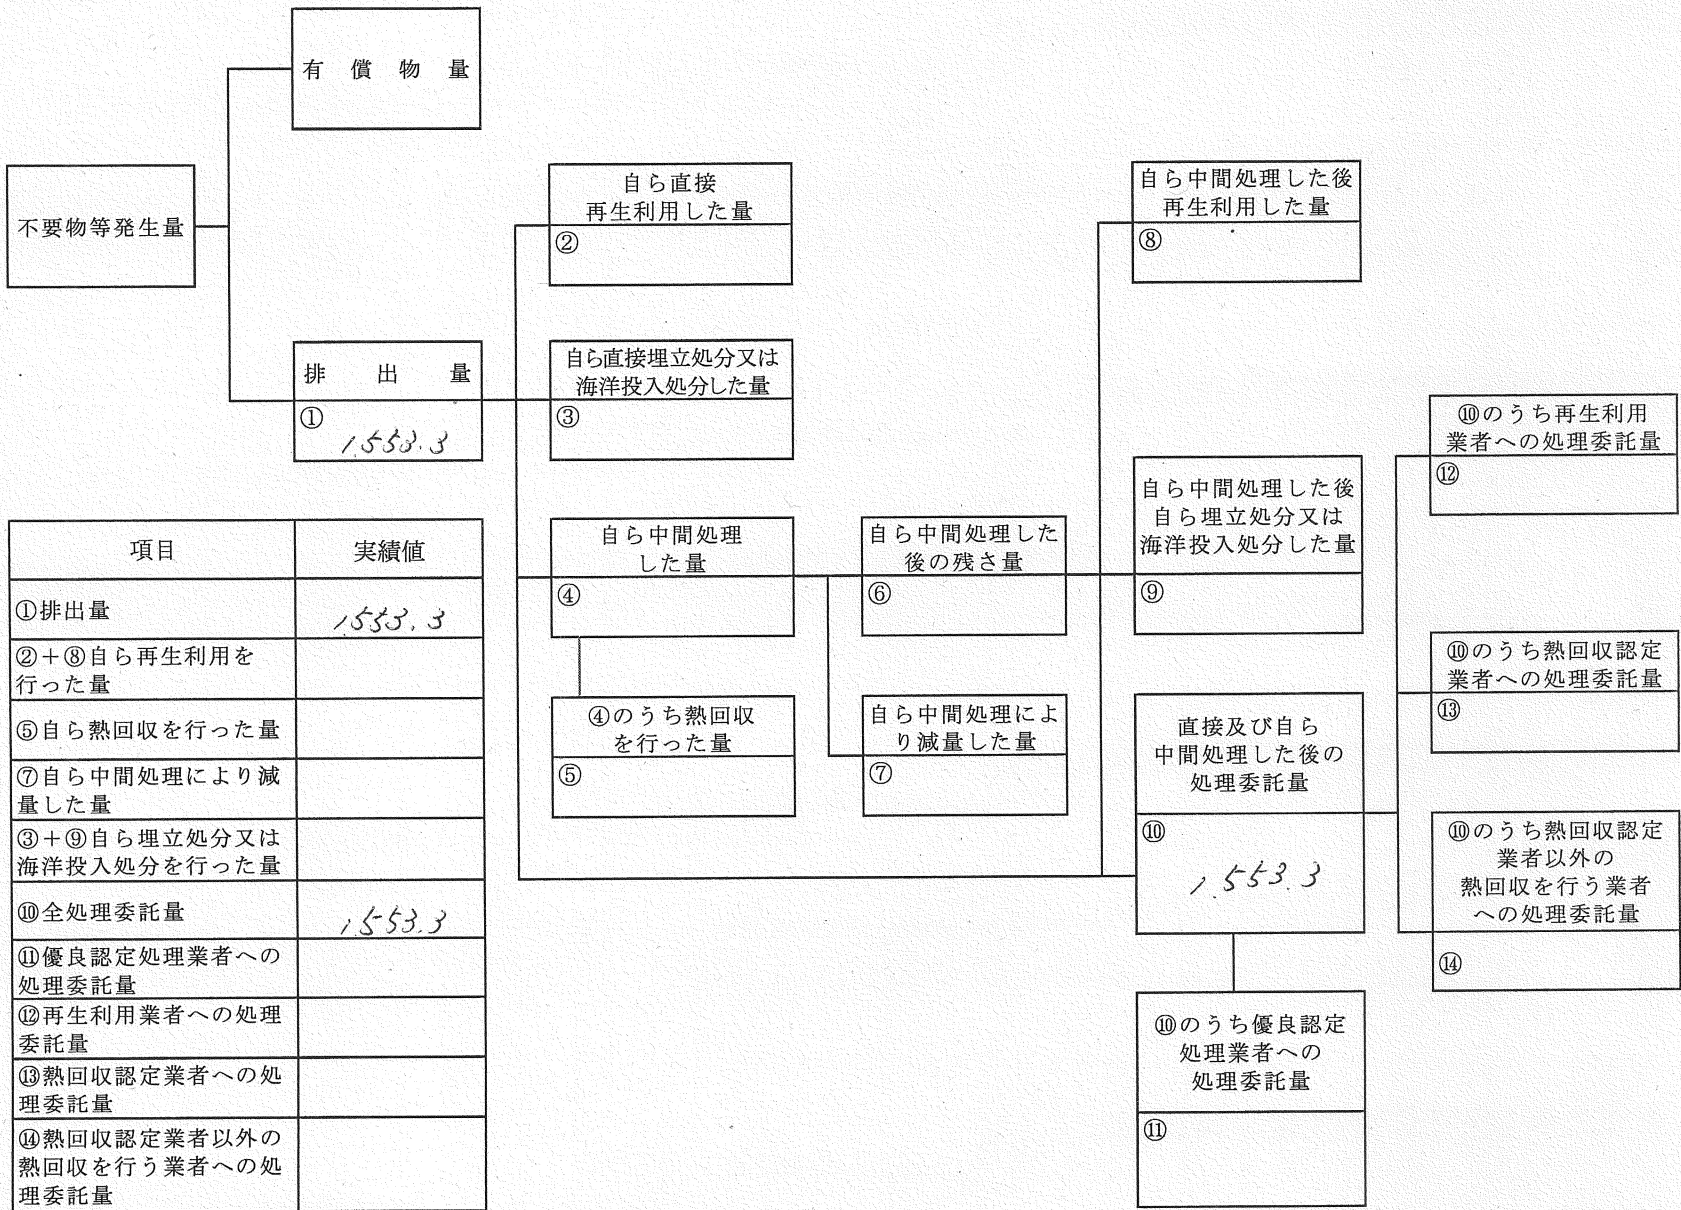 有償物量
不要物等発生量
排出量
①
1,553.3
自ら直接
再生利用した量
②
自ら直接埋立処分又は
海洋投入処分した量
③
自ら中間処理
した量
④
④のうち熱回収
を行った量
⑤
自ら中間処理した
後の残さ量
⑥
自ら中間処理によ
り減量した量
⑦
自ら中間処理した後
再生利用した量
⑧
自ら中間処理した後
自ら埋立処分又は
海洋投入処分した量
⑨
直接及び自ら
中間処理した後の
処理委託量
⑩
1,553.3
⑩のうち優良認定
処理業者への
処理委託量
⑪
⑩のうち再生利用
業者への処理委託量
⑫
⑩のうち熱回収認定
業者への処理委託量
⑬
⑩のうち熱回収認定
業者以外の
熱回収を行う業者
への処理委託量
⑭
項目 実績値
①排出量 1553.3
②+⑧自ら再生利用を
行った量
⑤自ら熱回収を行った量
⑦自ら中間処理により減
量した量
③+⑨自ら埋立処分又は
海洋投入処分を行った量
⑩全処理委託量 1,553.3
⑪優良認定処理業者への
処理委託量
⑫再生利用業者への処理
委託量
⑬熱回収認定業者への処
理委託量
⑭熱回収認定業者以外の
熱回収を行う業者への処
理委託量